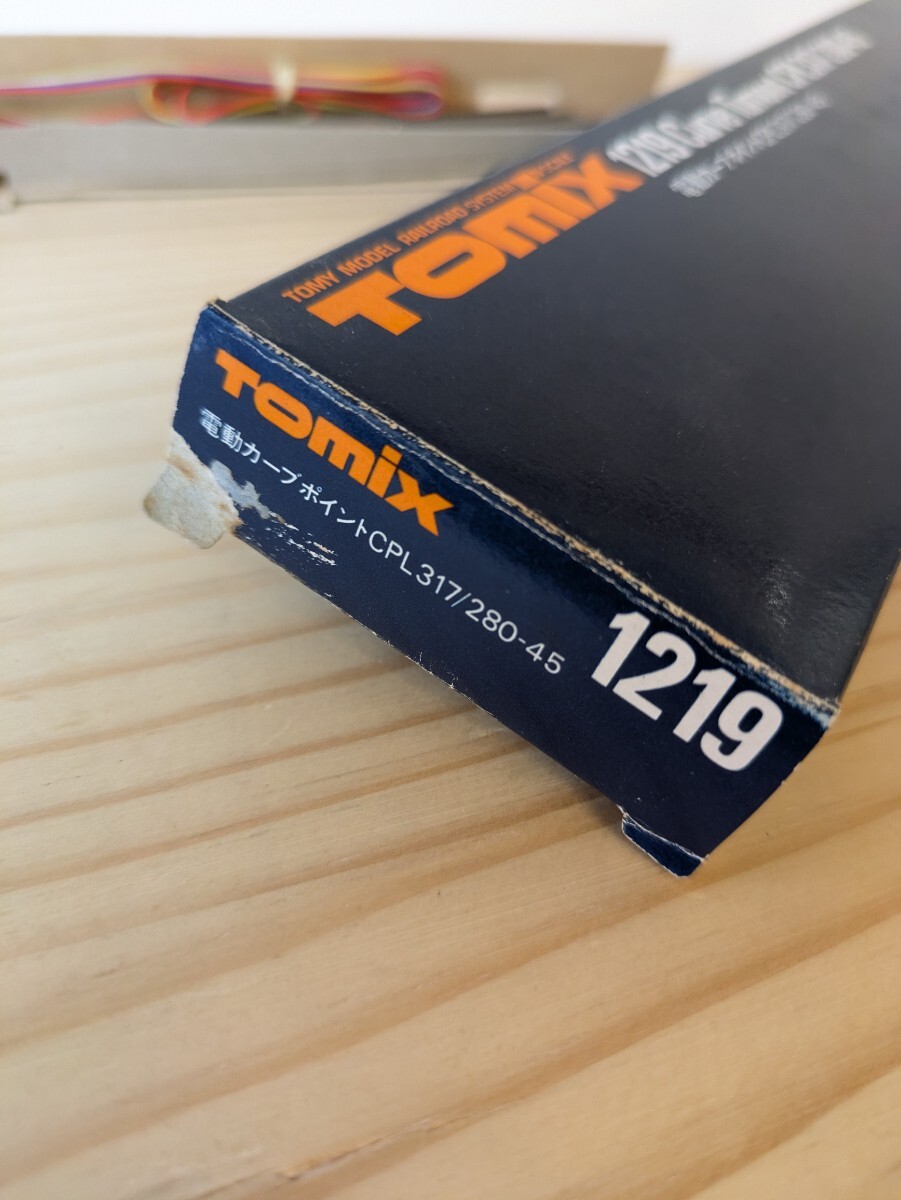 TOMY MODEL RAILROAD SYSTEM
TOMIX
1219 Curve
TOMIX
電動カーブポイントCPL317/280-45
1219